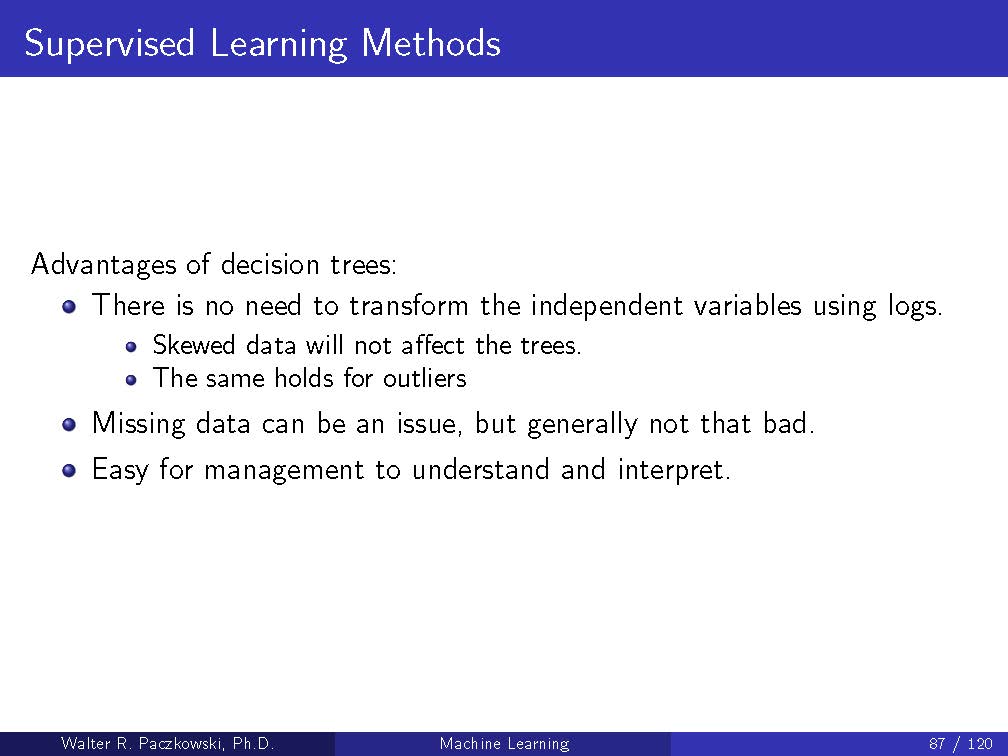 Supervised Learning Methods
Advantages of decision trees:
There is no need to transform the independent variables using logs.
Skewed data will not affect the trees.
The same holds for outliers
Missing data can be an issue, but generally not that bad.
Easy for management to understand and interpret.
Walter R. Paczkowski, Ph.D. Machine Learning 87 / 120